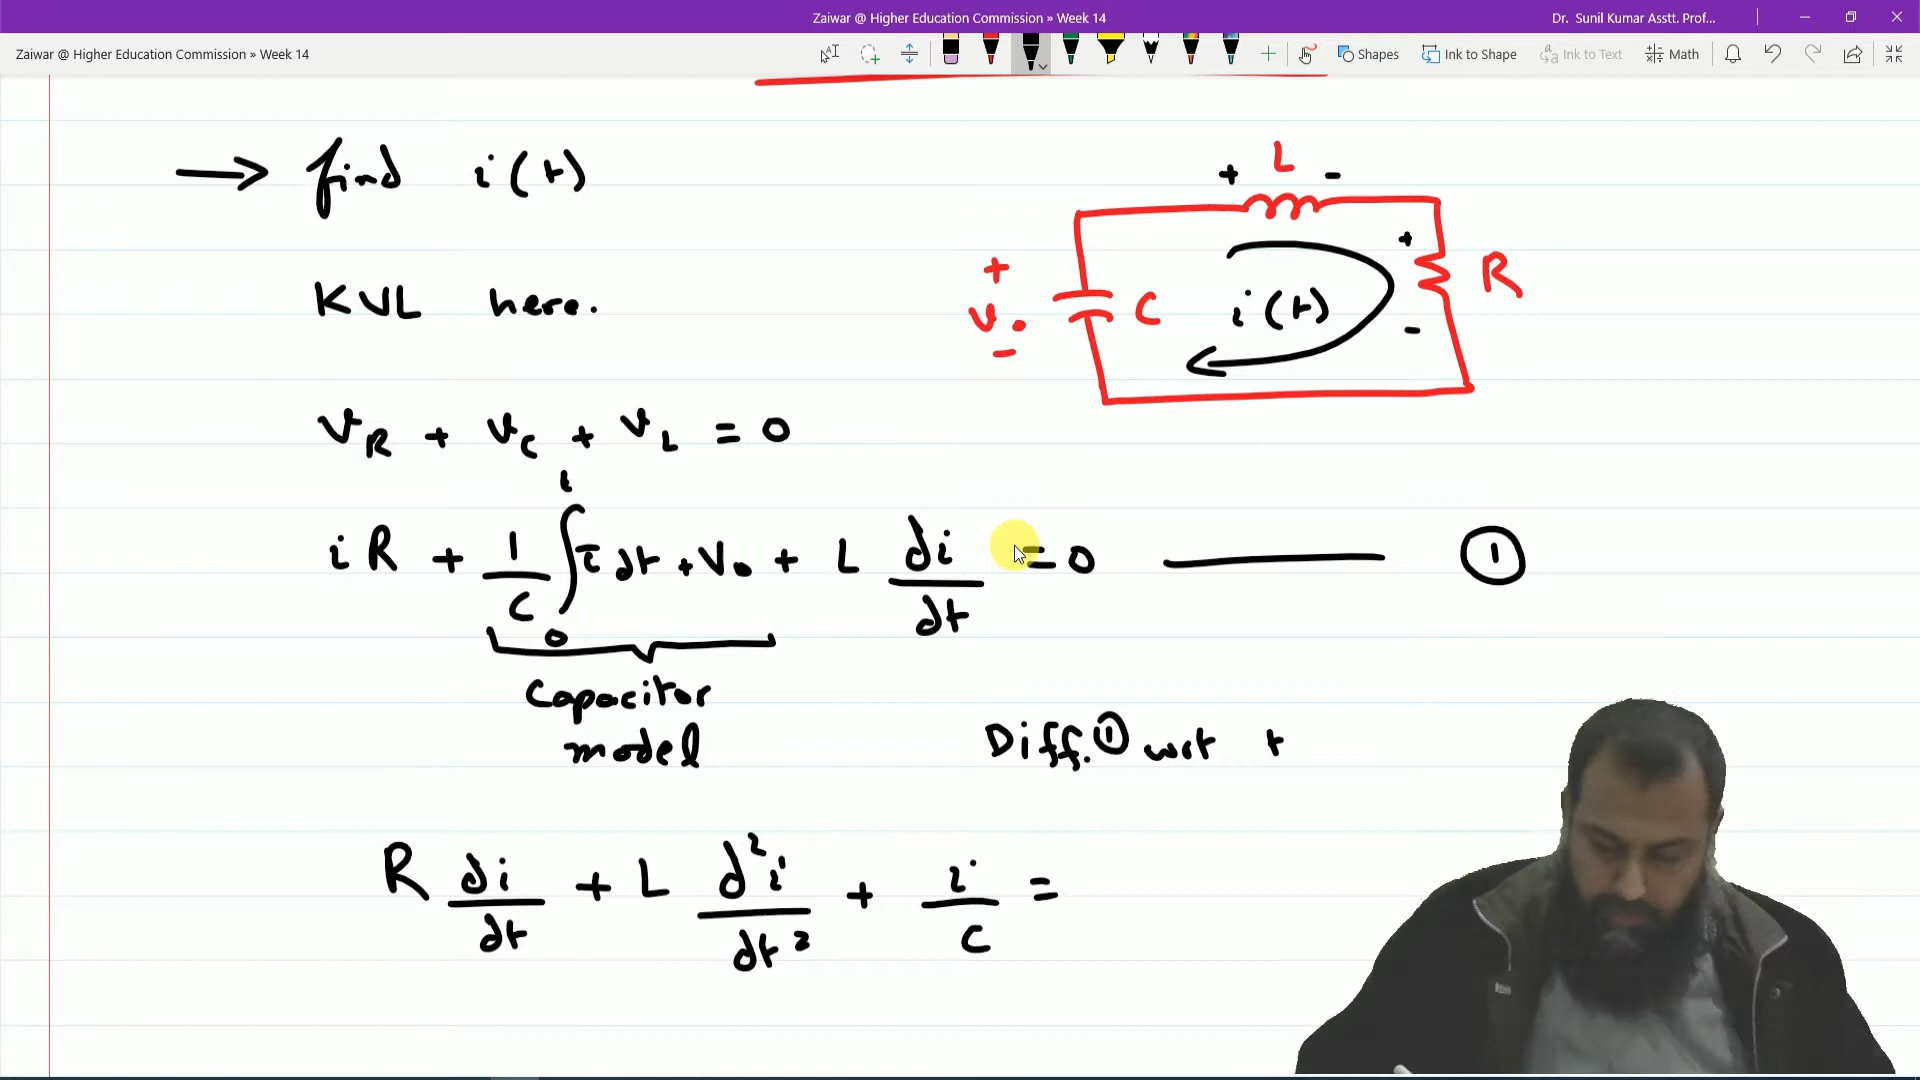 Zaiwar @ Higher Education Commission » Week 14
Dr. Sunil Kumar Asstt. Prof...
Zaiwar @ Higher Education Commission » Week 14
Shapes
Ink to Shape
Ink to Text
Math
→ find i(t)
+ L -
+
R
-
+
V₀
-
C
i(t)
KVL here.
v_R + v_C + v_L = 0
iR + 1/C ∫₀ᵗ i dt + V₀ + L di/dt = 0 ——— ①
Capacitor
model
Diff. ① wrt t
R di/dt + L d²i/dt² + i/C =